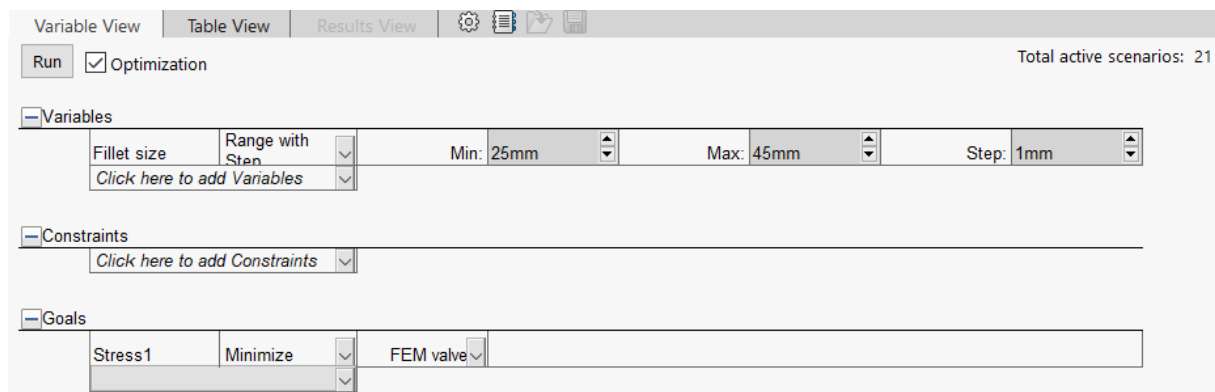 Variable View Table View Results View
Run Optimization Total active scenarios: 21
Variables
Fillet size Range with Step Min: 25mm Max: 45mm Step: 1mm
Click here to add Variables
Constraints
Click here to add Constraints
Goals
Stress1 Minimize FEM valve